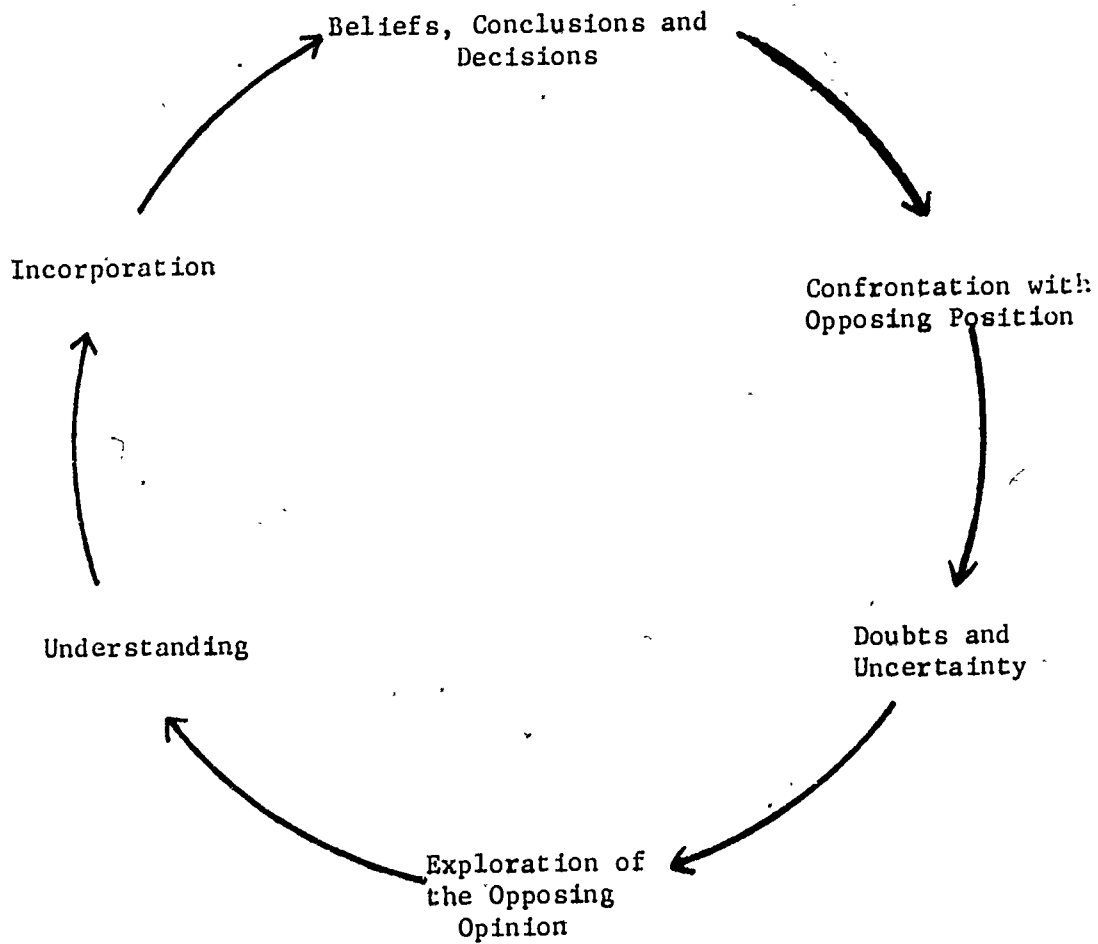 Beliefs, Conclusions and
Decisions
Confrontation with
Opposing Position
Doubts and
Uncertainty
Exploration of
the Opposing
Opinion
Understanding
Incorporation